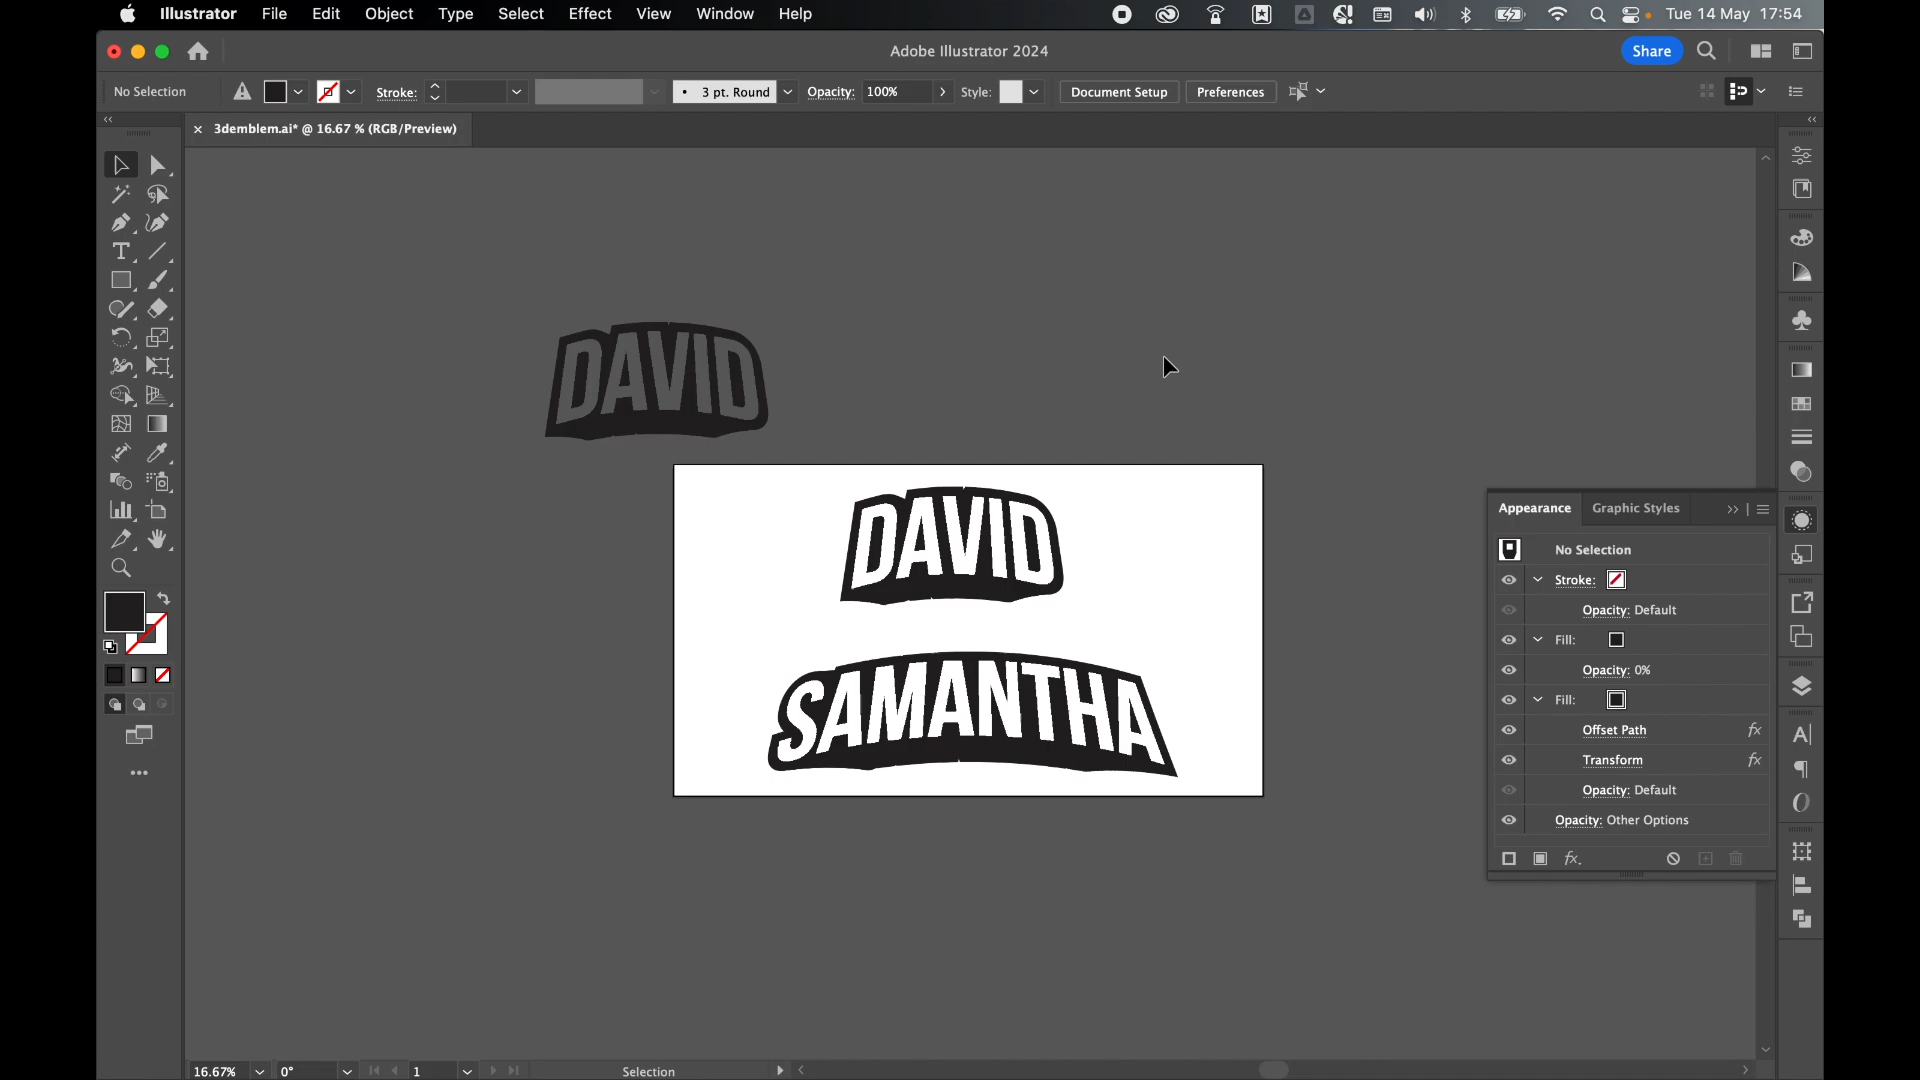 Illustrator File Edit Object Type Select Effect View Window Help Tue 14 May 17:54
Adobe Illustrator 2024 Share
No Selection Stroke: 3 pt. Round Opacity: 100% Style: Document Setup Preferences
3demblem.ai* @ 16.67 % (RGB/Preview)
DAVID
DAVID
SAMANTHA
Appearance Graphic Styles
No Selection
Stroke:
Opacity: Default
Fill:
Opacity: 0%
Fill:
Offset Path fx
Transform fx
Opacity: Default
Opacity: Other Options
fx.
16.67% 0° 1 Selection